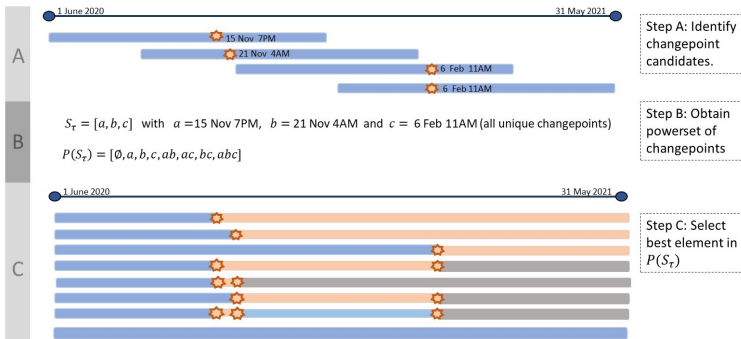 1 June 2020
31 May 2021
Step A: Identify
changepoint
candidates.
A
15 Nov 7PM
21 Nov 4AM
6 Feb 11AM
6 Feb 11AM
B
S_τ = [a, b, c] with a =15 Nov 7PM, b = 21 Nov 4AM and c = 6 Feb 11AM (all unique changepoints)
P(S_τ) = [∅, a, b, c, ab, ac, bc, abc]
Step B: Obtain
powerset of
changepoints
1 June 2020
31 May 2021
C
Step C: Select
best element in
P(S_τ)